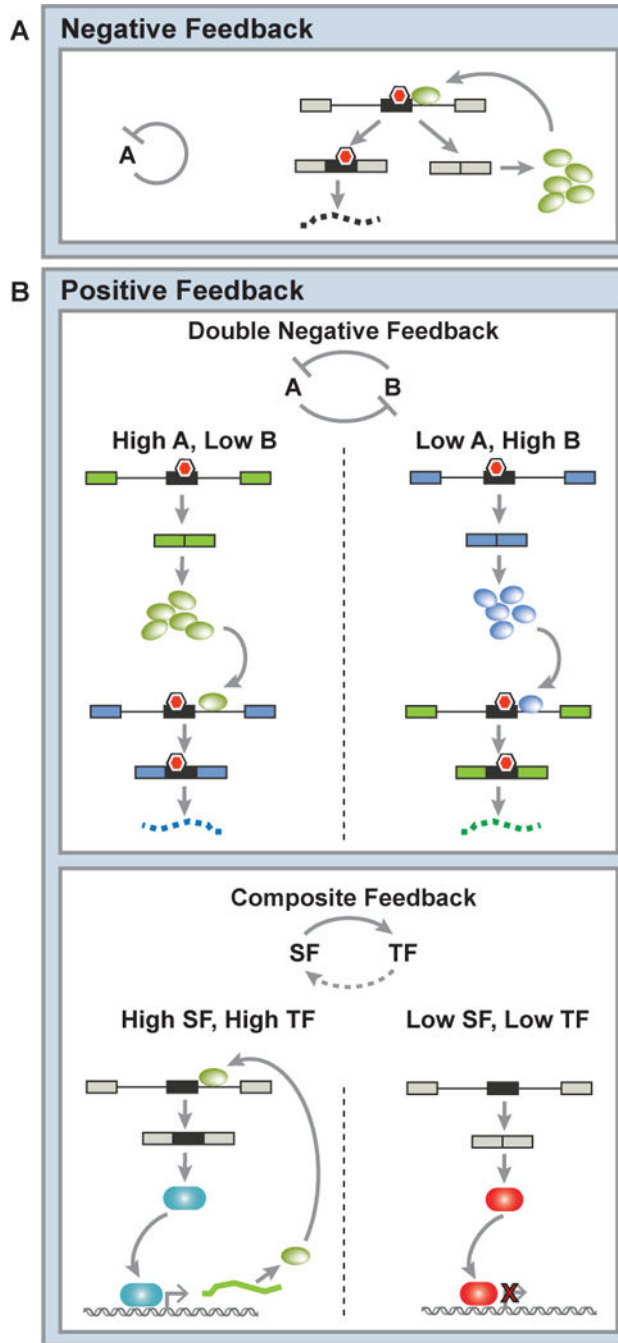 A
Negative Feedback
A
B
Positive Feedback
Double Negative Feedback
A B
High A, Low B
Low A, High B
Composite Feedback
SF TF
High SF, High TF
Low SF, Low TF
X